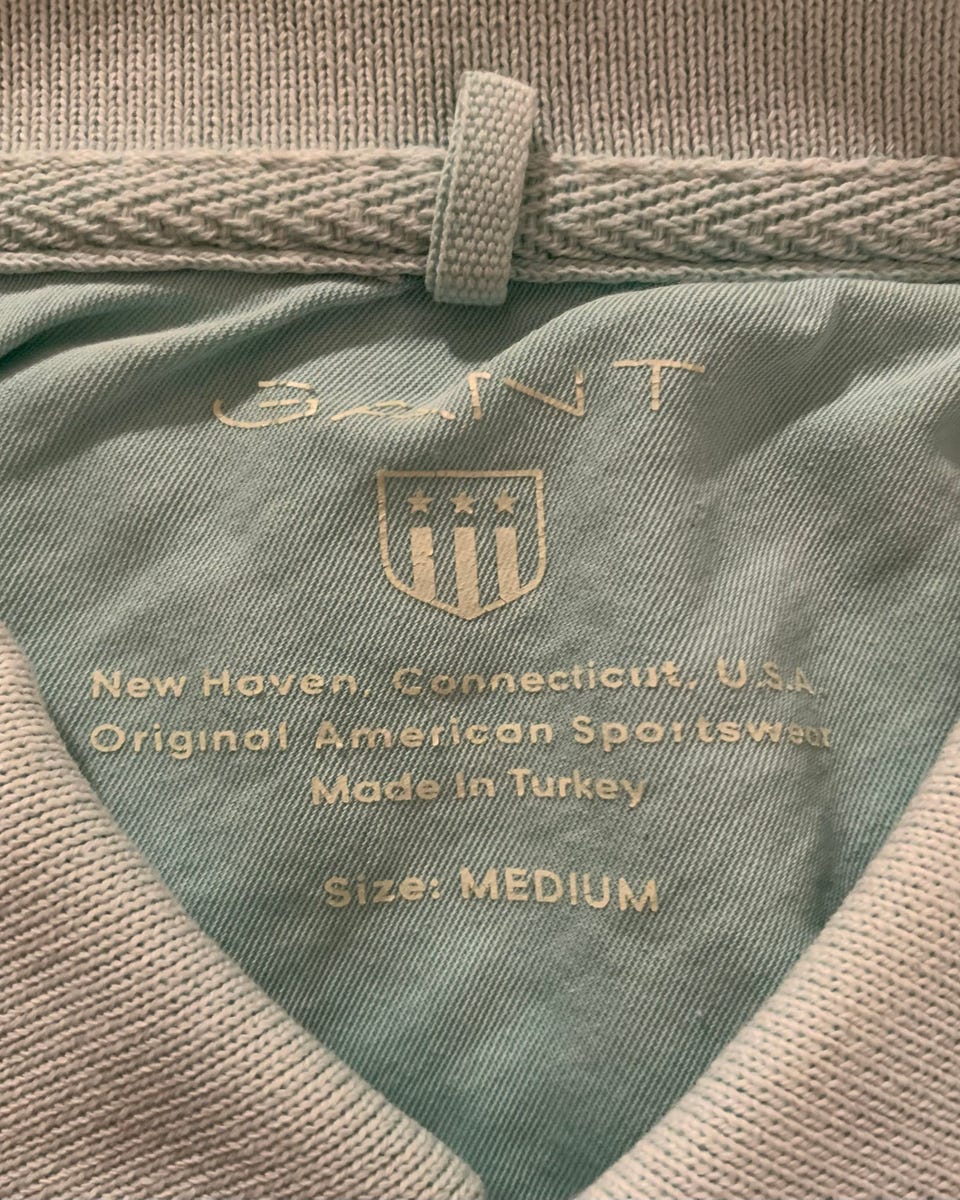 GANT
New Haven, Connecticut, U.S.A.
Original American Sportswear
Made In Turkey
Size: MEDIUM